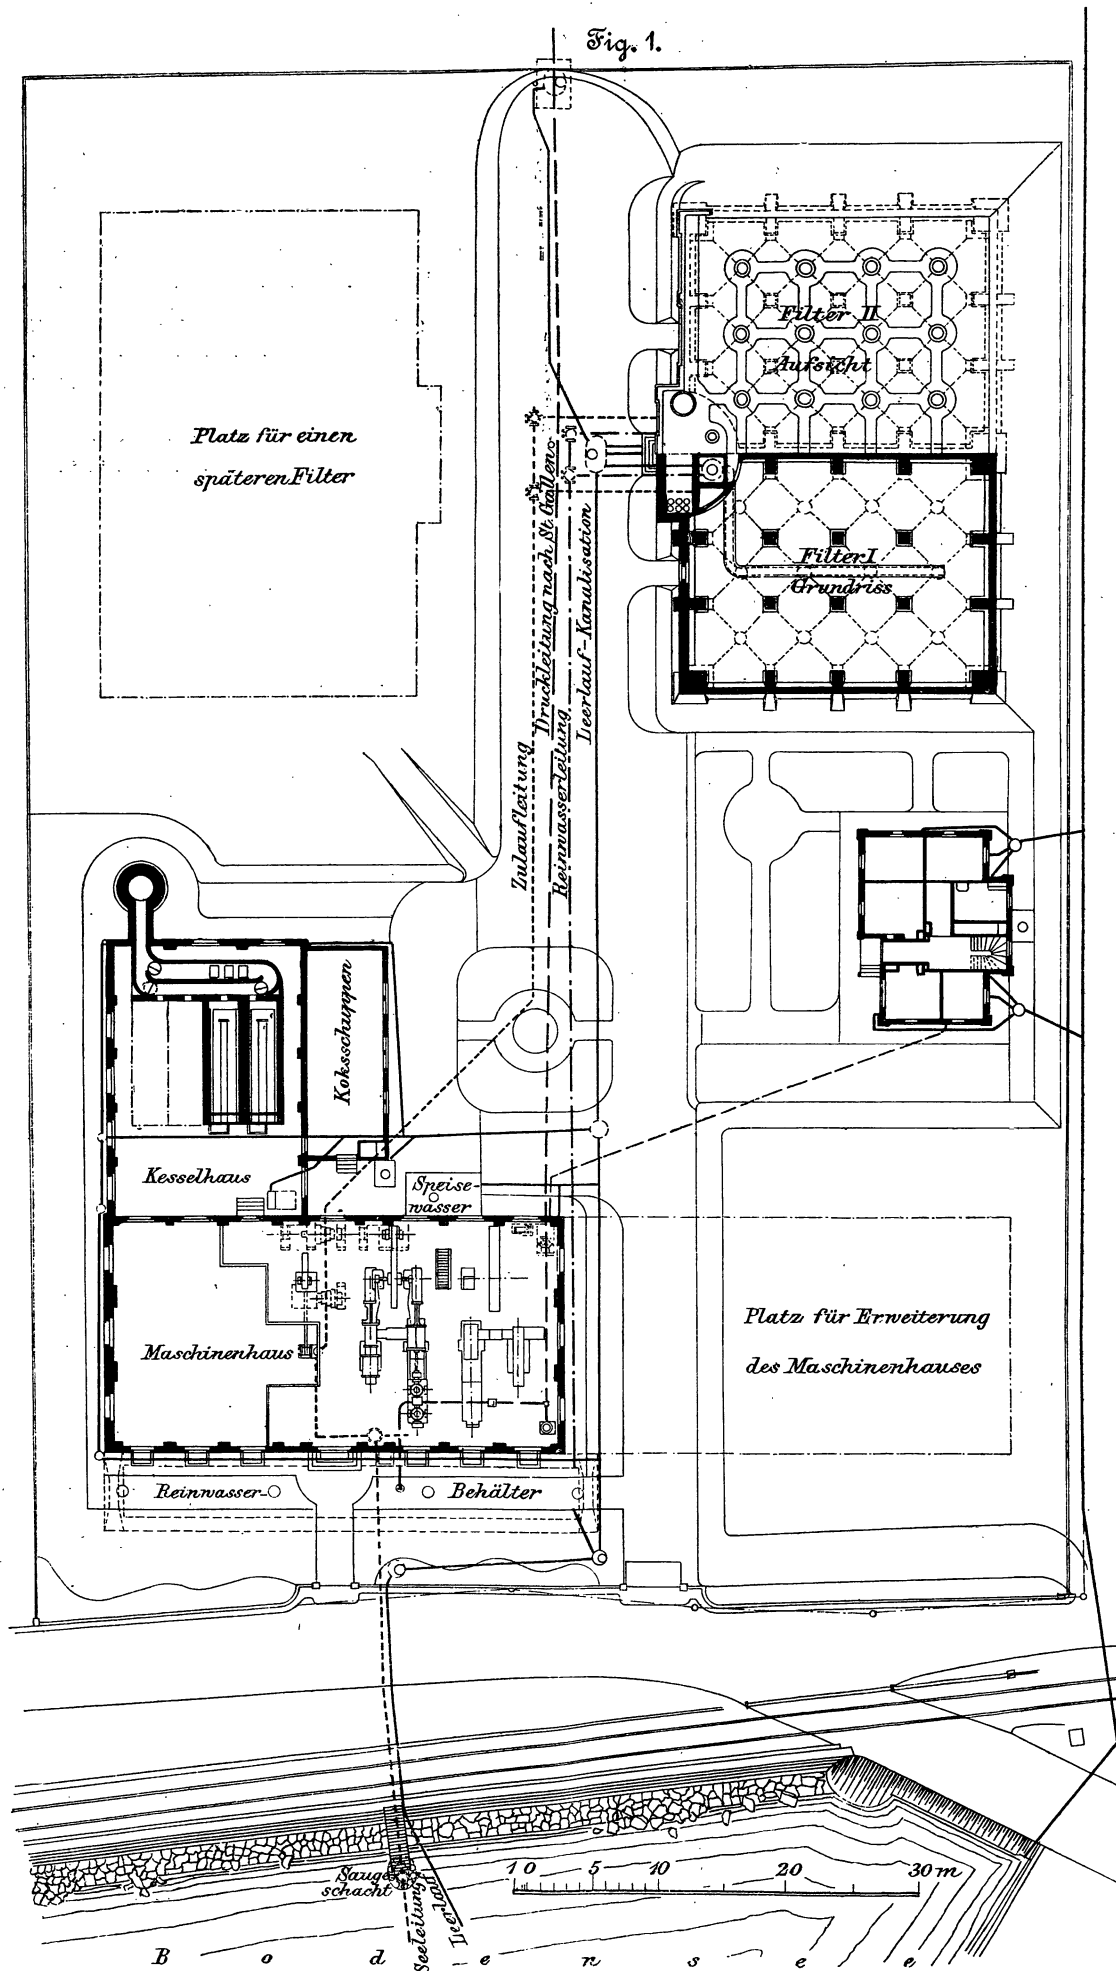 Fig. 1.
Filter II
Aufsicht
Platz für einen
späteren Filter
Filter I
Grundriss
Druckleitung nach St. Gallen
Leerlauf-Kanalisation
Zulaufleitung
Reinwasserleitung
Koksschuppen
Kesselhaus
Speise-
wasser
Maschinenhaus
Platz für Erweiterung
des Maschinenhauses
Reinwasser- Behälter
1 0 5 10 20 30 m
Sauge
schacht
Seeleitung
Leerlauf
B o d e n s e e